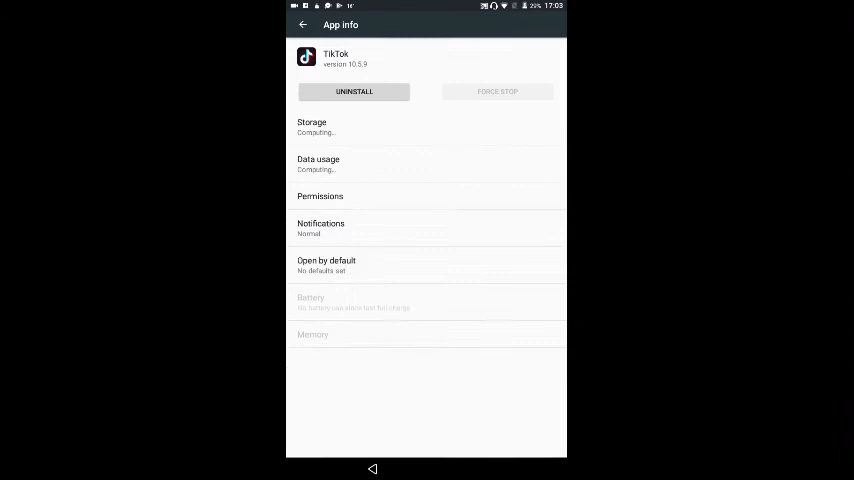 29% 17:03
App info
TikTok
version 10.5.9
UNINSTALL
FORCE STOP
Storage
Computing...
Data usage
Computing...
Permissions
Notifications
Normal
Open by default
No defaults set
Battery
No battery use since last full charge
Memory